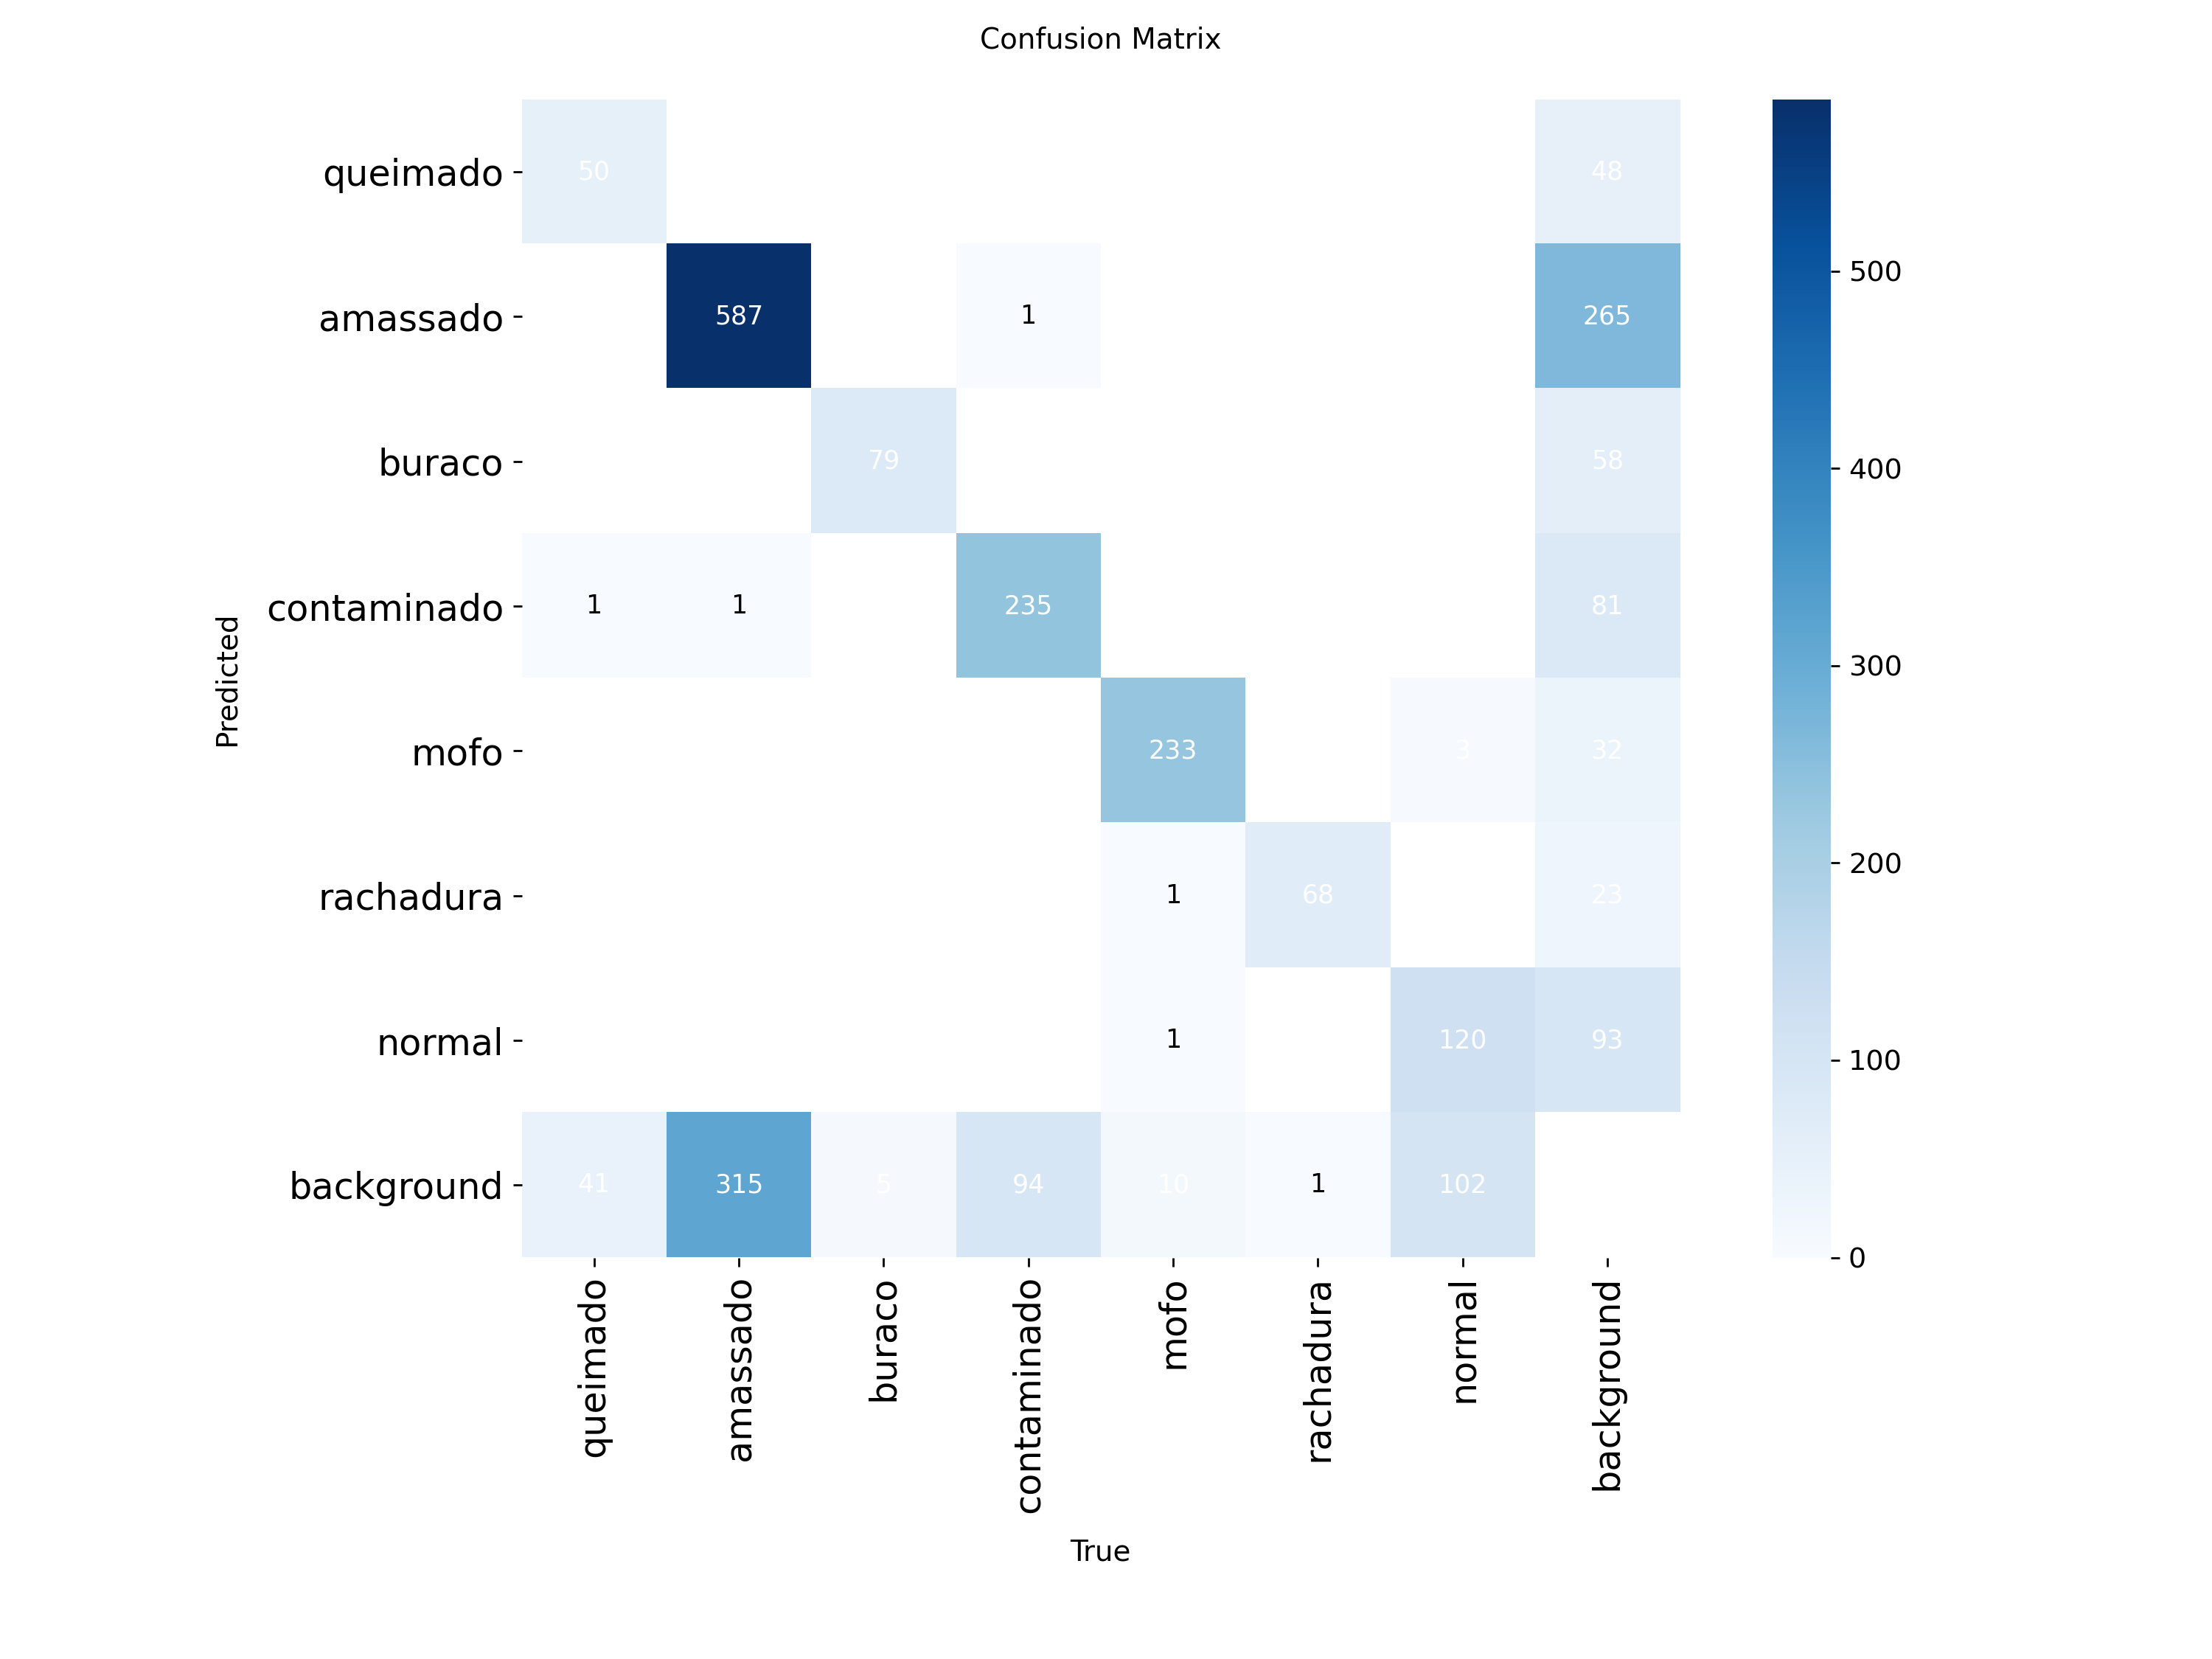 Confusion Matrix
queimado 50 48
amassado 587 1 265 500
buraco 79 58 400
contaminado 1 1 235 81 300
mofo 233 3 32
rachadura 1 68 23 200
normal 1 120 93 100
background 41 315 5 94 10 1 102 0
Predicted
queimado amassado buraco contaminado mofo rachadura normal background
True